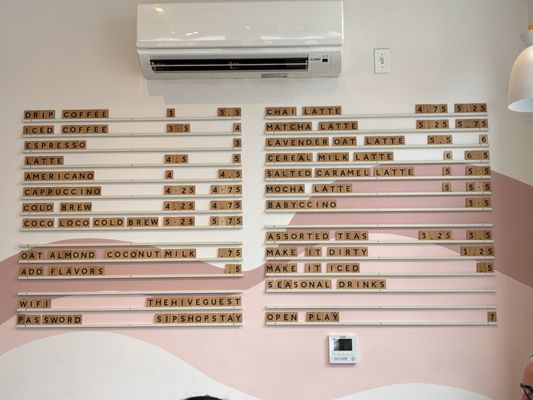 DRIP COFFEE 3 3.5
ICED COFFEE 3.5 4
ESPRESSO 3
LATTE 4.5 5
AMERICANO 4 4.5
CAPPUCCINO 4.25 4.75
COLD BREW 4.25 4.75
COCO LOCO COLD BREW 5.25 5.75
OAT ALMOND COCONUT MILK .75
ADD FLAVORS .5
WIFI THEHIVEGUEST
PASSWORD SIPSHOPSTAY
CHAI LATTE 4.75 5.25
MATCHA LATTE 5.25 5.75
LAVENDER OAT LATTE 5.5 6
CEREAL MILK LATTE 6 6.5
SALTED CARAMEL LATTE 5 5.5
MOCHA LATTE 5 5.5
BABYCCINO 3.5
ASSORTED TEAS 3.25 3.5
MAKE IT DIRTY 1.25
MAKE IT ICED .5
SEASONAL DRINKS
OPEN PLAY 7